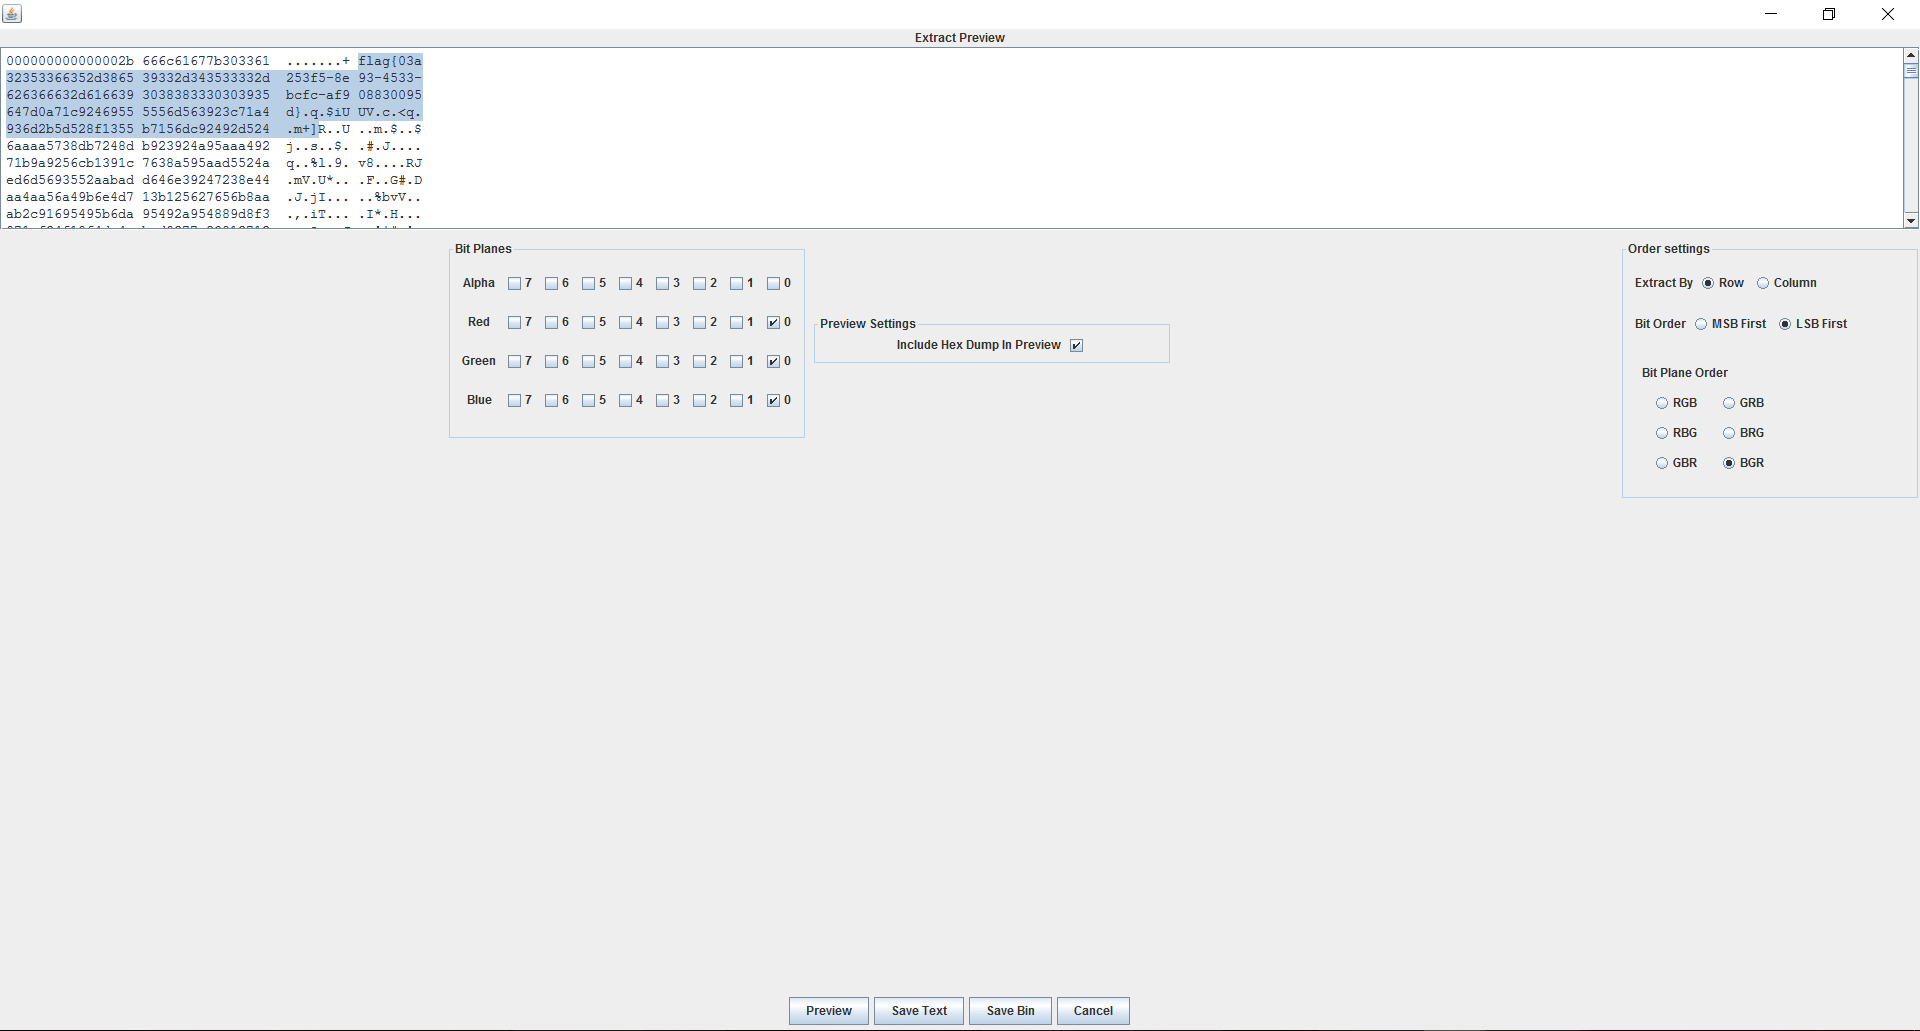 Extract Preview
000000000000002b 666c61677b303361 .......+ flag{03a
32353366352d3865 39332d343533332d 253f5-8e 93-4533-
626366632d616639 3038383330303935 bcfc-af9 08830095
647d0a71c9246955 5556d563923c71a4 d}.q.$iU UV.c.<q.
936d2b5d528f1355 b7156dc92492d524 .m+]R..U ..m.$..$
6aaaa5738db7248d b923924a95aaa492 j..s..$. .#.J....
71b9a9256cb1391c 7638a595aad5524a q..%l.9. v8....RJ
ed6d5693552aabad d646e39247238e44 .mV.U*.. .F..G#.D
aa4aa56a49b6e4d7 13b125627656b8aa .J.jI... ..%bvV..
ab2c91695495b6da 95492a954889d8f3 .,.iT... .I*.H...
Bit Planes
Alpha 7 6 5 4 3 2 1 0
Red 7 6 5 4 3 2 1 0
Green 7 6 5 4 3 2 1 0
Blue 7 6 5 4 3 2 1 0
Preview Settings
Include Hex Dump In Preview
Order settings
Extract By Row Column
Bit Order MSB First LSB First
Bit Plane Order
RGB GRB
RBG BRG
GBR BGR
Preview Save Text Save Bin Cancel